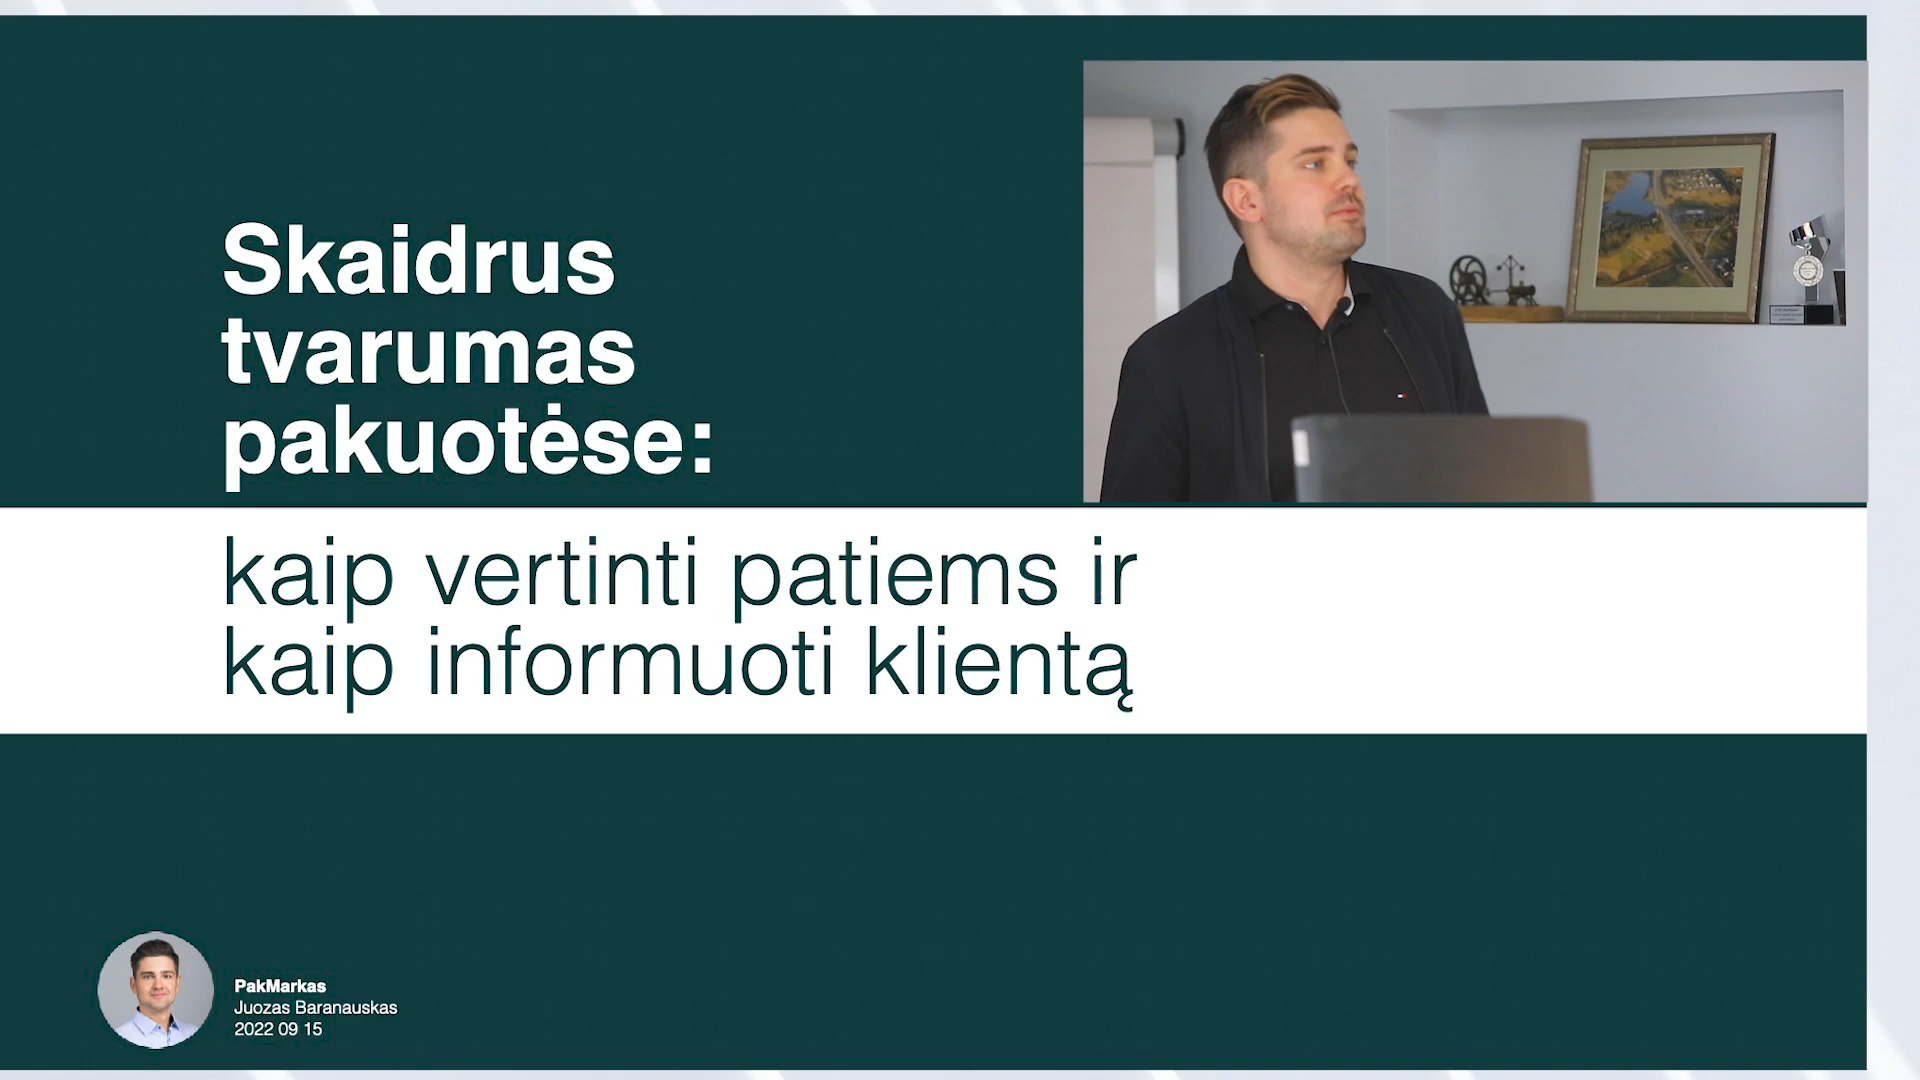 Skaidrus
tvarumas
pakuotėse:
kaip vertinti patiems ir
kaip informuoti klientą
PakMarkas
Juozas Baranauskas
2022 09 15